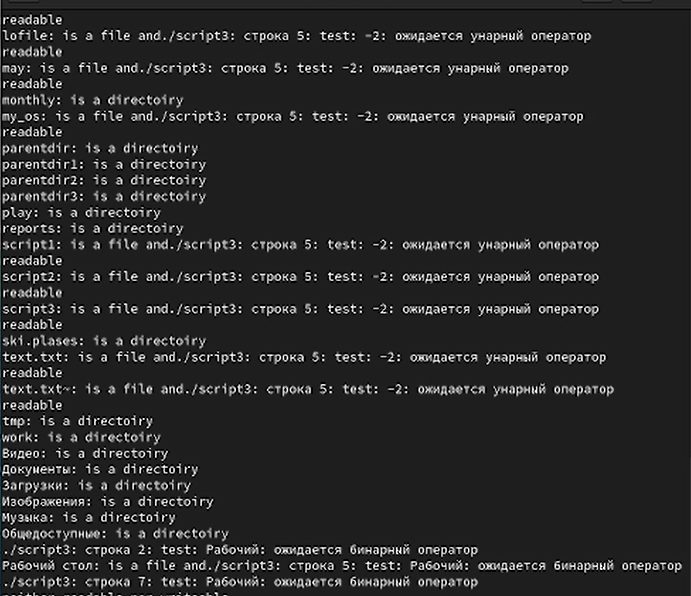 readable
lofile: is a file and./script3: строка 5: test: -2: ожидается унарный оператор
readable
may: is a file and./script3: строка 5: test: -2: ожидается унарный оператор
readable
monthly: is a directoiry
my_os: is a file and./script3: строка 5: test: -2: ожидается унарный оператор
readable
parentdir: is a directoiry
parentdir1: is a directoiry
parentdir2: is a directoiry
parentdir3: is a directoiry
play: is a directoiry
reports: is a directoiry
script1: is a file and./script3: строка 5: test: -2: ожидается унарный оператор
readable
script2: is a file and./script3: строка 5: test: -2: ожидается унарный оператор
readable
script3: is a file and./script3: строка 5: test: -2: ожидается унарный оператор
readable
ski.plases: is a directoiry
text.txt: is a file and./script3: строка 5: test: -2: ожидается унарный оператор
readable
text.txt~: is a file and./script3: строка 5: test: -2: ожидается унарный оператор
readable
tmp: is a directoiry
work: is a directoiry
Видео: is a directoiry
Документы: is a directoiry
Загрузки: is a directoiry
Изображения: is a directoiry
Музыка: is a directoiry
Общедоступные: is a directoiry
./script3: строка 2: test: Рабочий: ожидается бинарный оператор
Рабочий стол: is a file and./script3: строка 5: test: Рабочий: ожидается бинарный оператор
./script3: строка 7: test: Рабочий: ожидается бинарный оператор